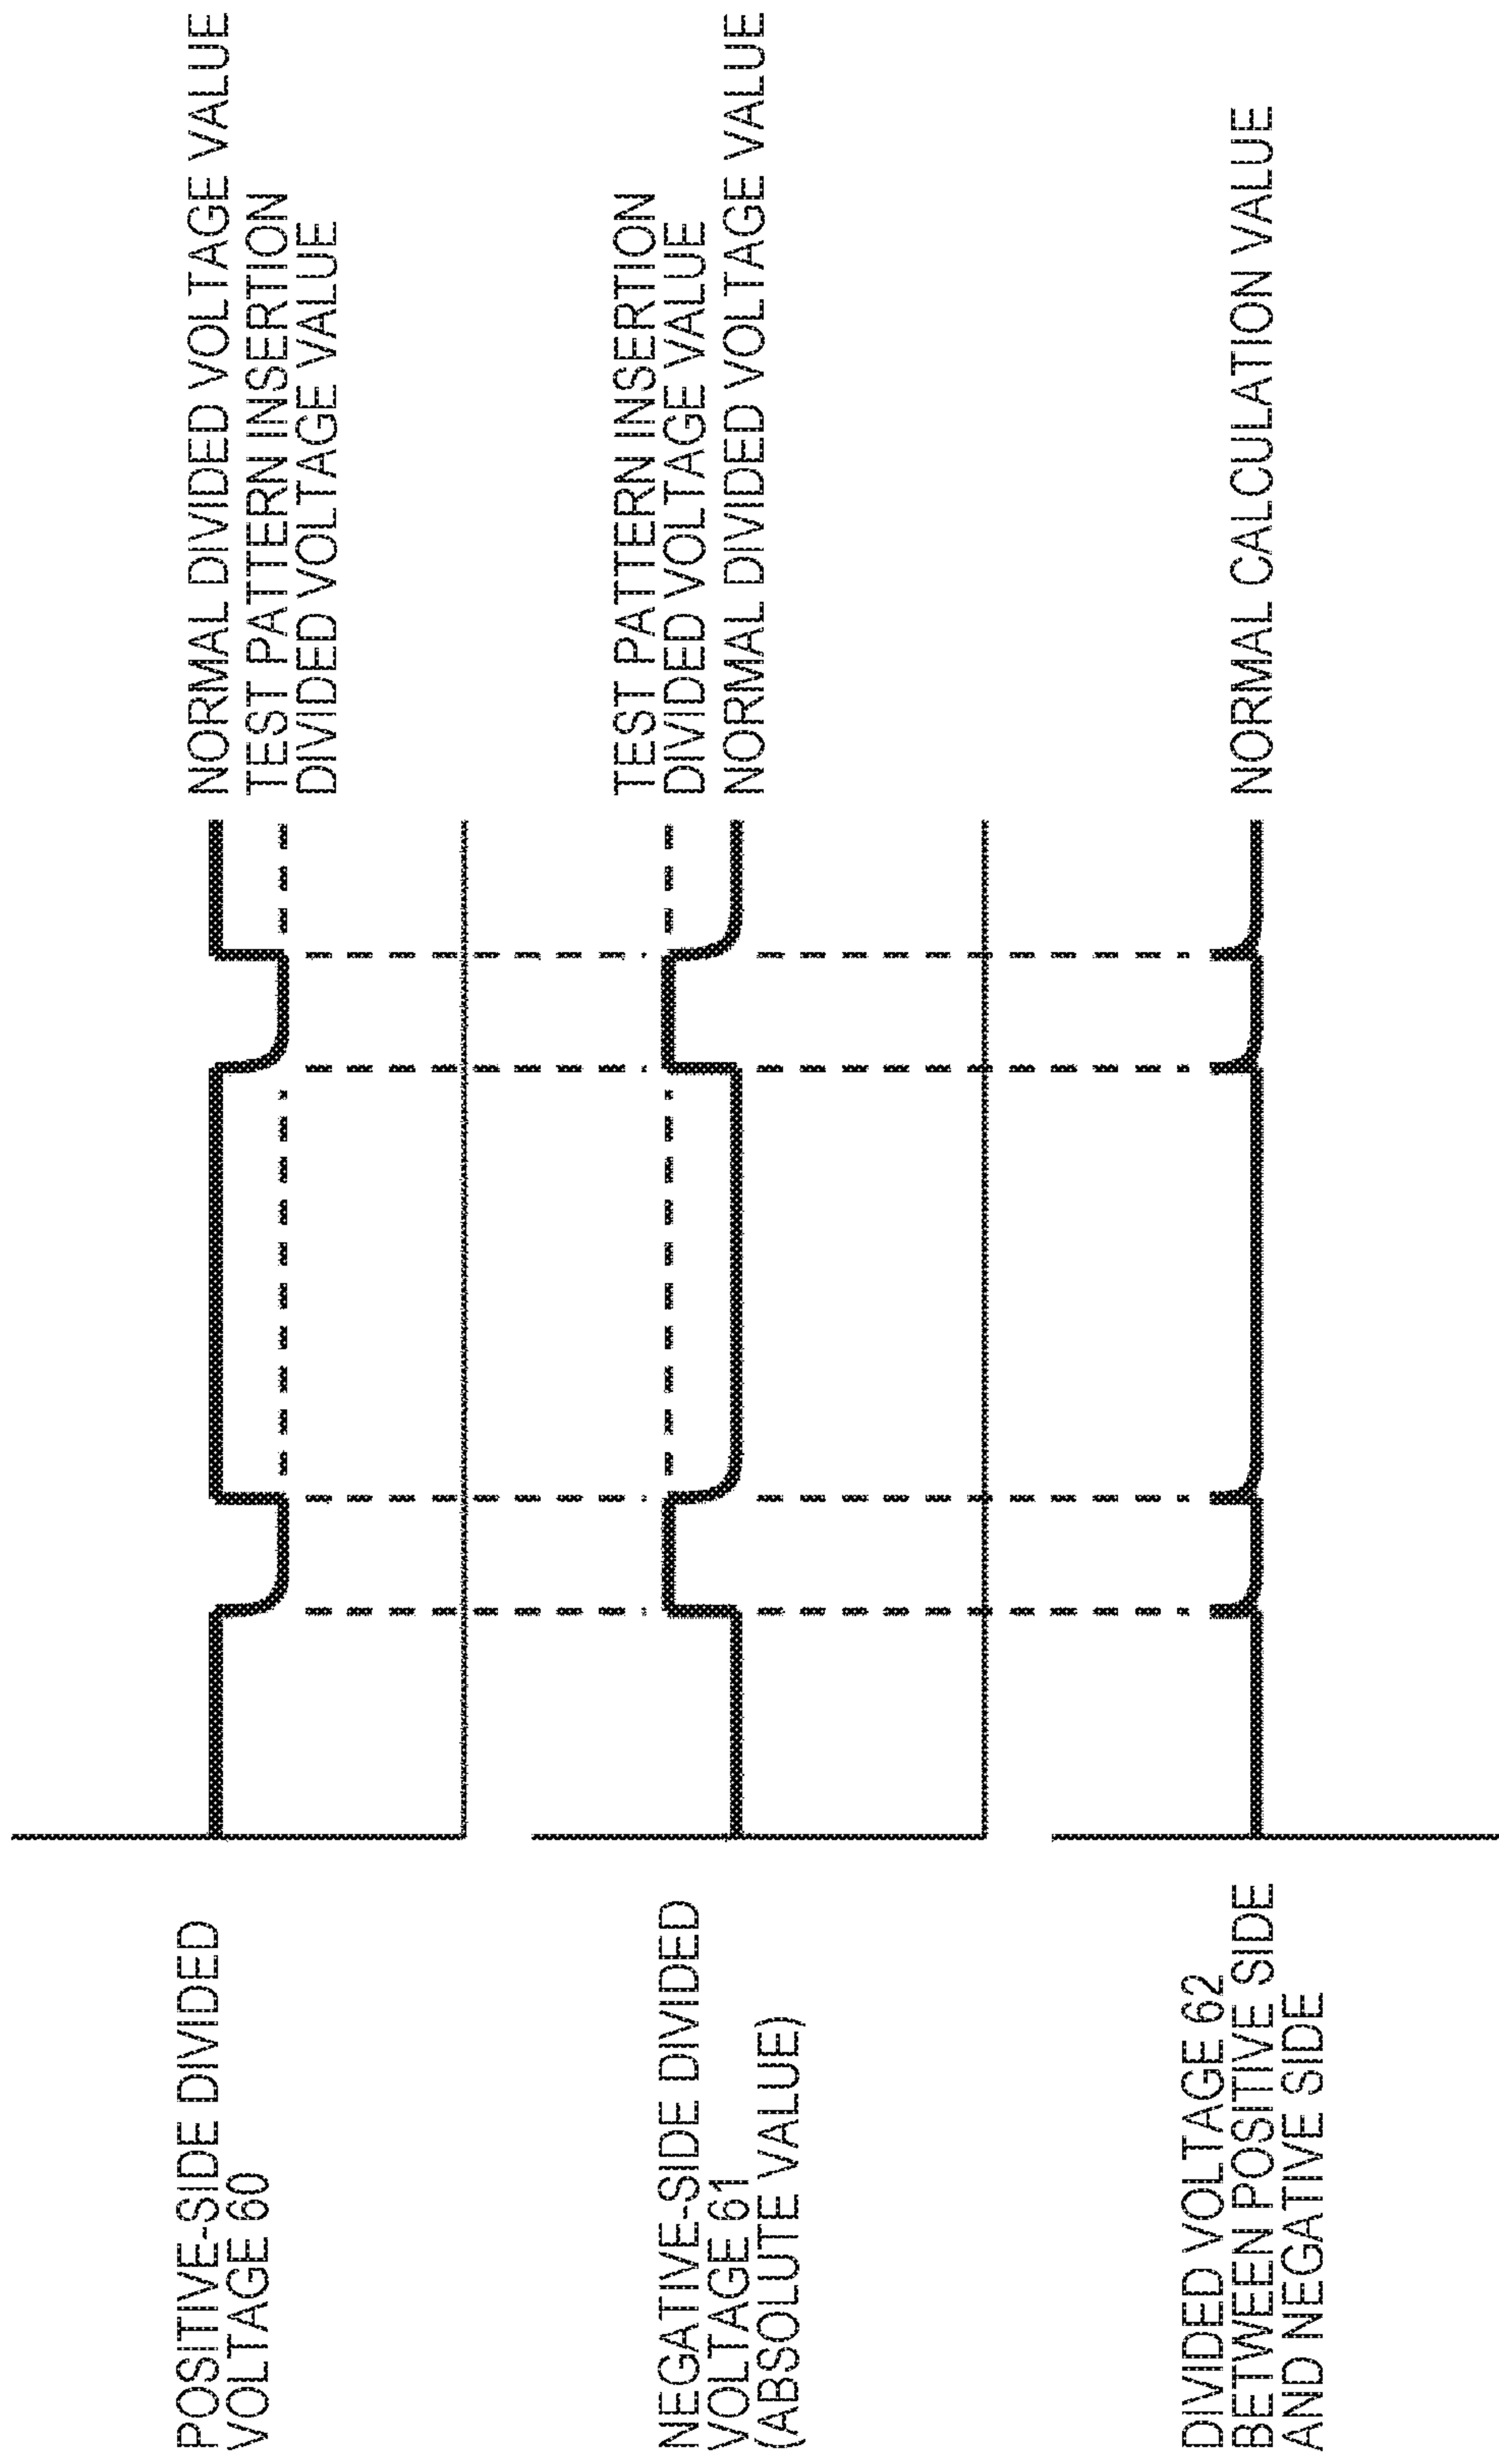 POSITIVE-SIDE DIVIDED
VOLTAGE 60
NORMAL DIVIDED VOLTAGE VALUE
TEST PATTERN INSERTION
DIVIDED VOLTAGE VALUE
NEGATIVE-SIDE DIVIDED
VOLTAGE 61
(ABSOLUTE VALUE)
TEST PATTERN INSERTION
DIVIDED VOLTAGE VALUE
NORMAL DIVIDED VOLTAGE VALUE
DIVIDED VOLTAGE 62
BETWEEN POSITIVE SIDE
AND NEGATIVE SIDE
NORMAL CALCULATION VALUE